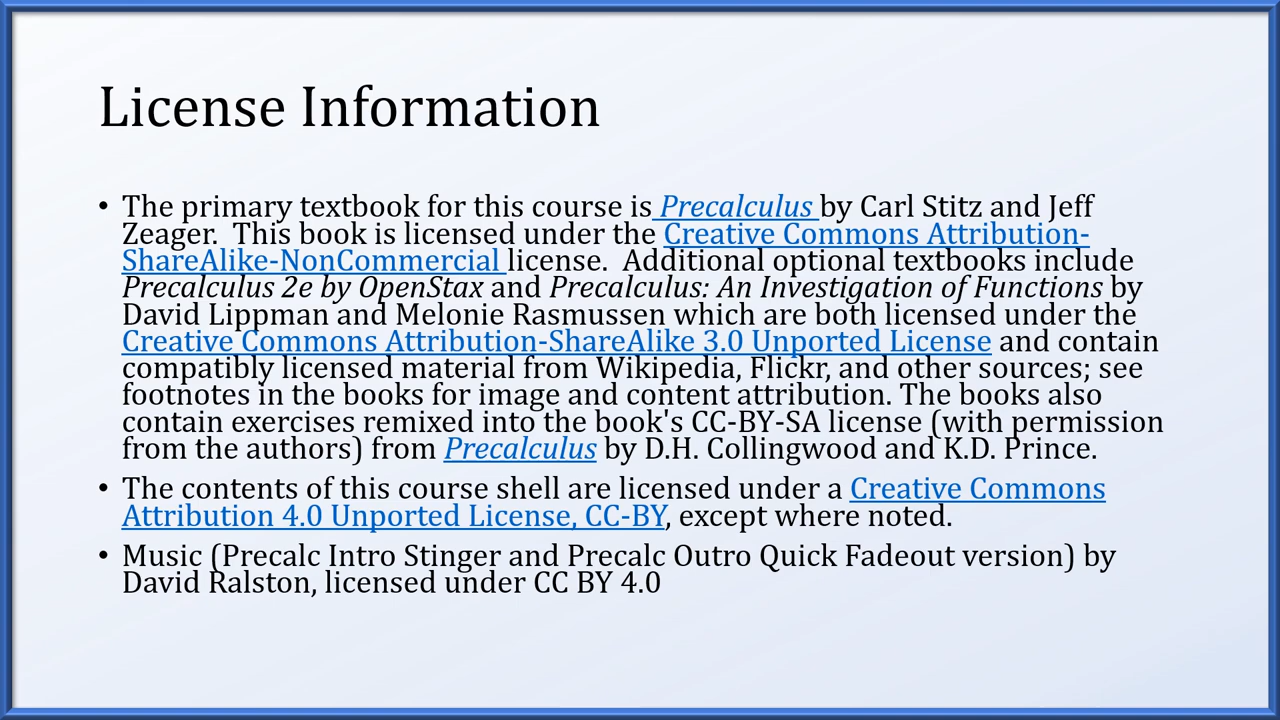 License Information
• The primary textbook for this course is Precalculus by Carl Stitz and Jeff
Zeager.  This book is licensed under the Creative Commons Attribution-
ShareAlike-NonCommercial license.  Additional optional textbooks include
Precalculus 2e by OpenStax and Precalculus: An Investigation of Functions by
David Lippman and Melonie Rasmussen which are both licensed under the
Creative Commons Attribution-ShareAlike 3.0 Unported License and contain
compatibly licensed material from Wikipedia, Flickr, and other sources; see
footnotes in the books for image and content attribution. The books also
contain exercises remixed into the book's CC-BY-SA license (with permission
from the authors) from Precalculus by D.H. Collingwood and K.D. Prince.
• The contents of this course shell are licensed under a Creative Commons
Attribution 4.0 Unported License, CC-BY, except where noted.
• Music (Precalc Intro Stinger and Precalc Outro Quick Fadeout version) by
David Ralston, licensed under CC BY 4.0